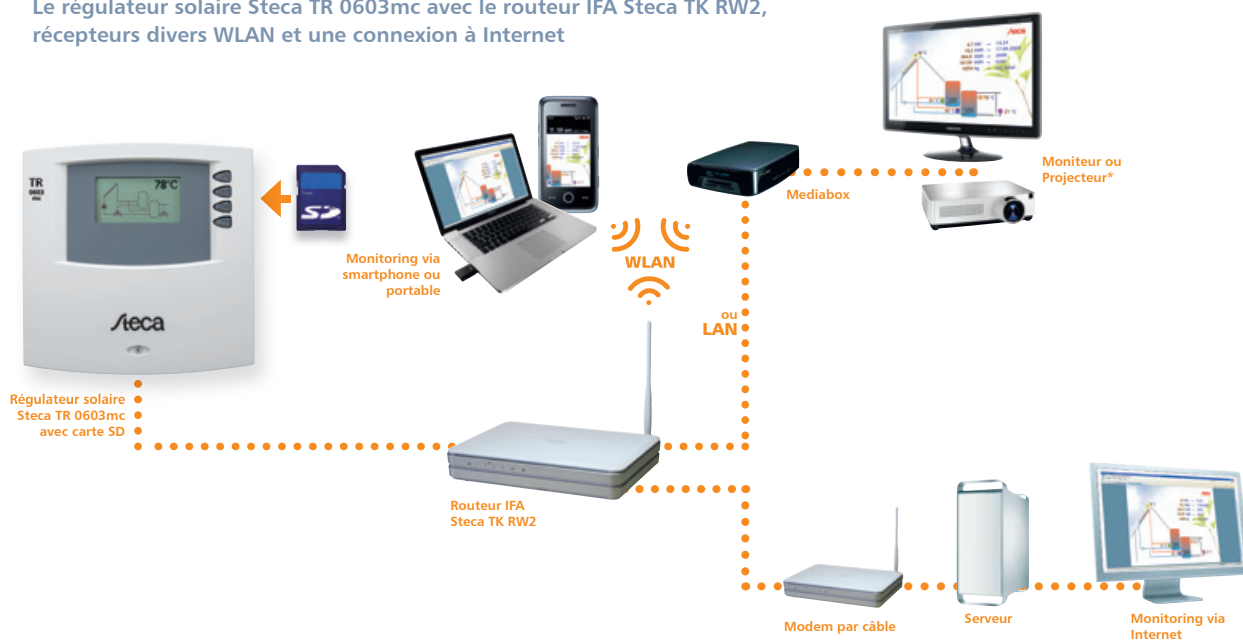 Le régulateur solaire Steca TR 0603mc avec le routeur IFA Steca TK RW2,
récepteurs divers WLAN et une connexion à Internet
TR
0603
mc
78°C
SD
Steca
Steca
Monitoring via
smartphone ou
portable
WLAN
Mediabox
Moniteur ou
Projecteur*
ou
LAN
Régulateur solaire
Steca TR 0603mc
avec carte SD
Routeur IFA
Steca TK RW2
Modem par câble
Serveur
Monitoring via
Internet